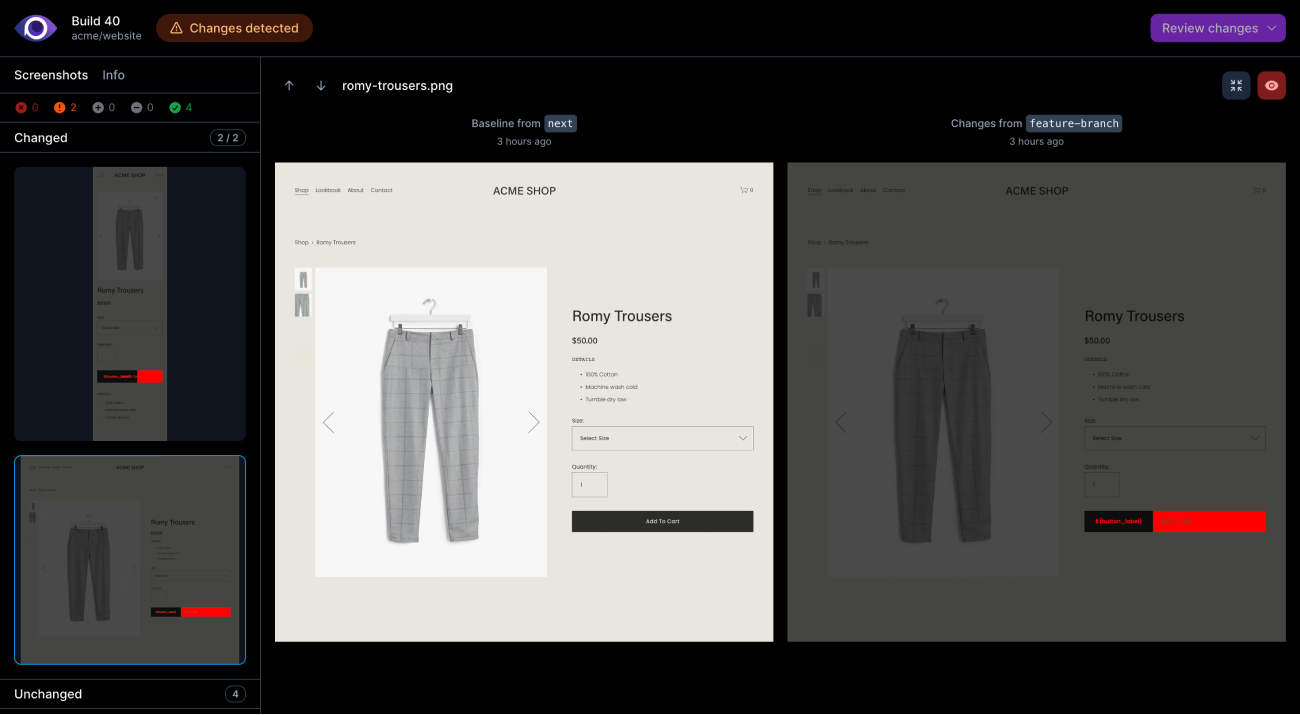 Build 40
acme/website
Changes detected
Review changes
Screenshots Info
0 2 0 0 4
Changed 2 / 2
ACME SHOP
Romy Trousers
ACME SHOP
Romy Trousers
Unchanged 4
romy-trousers.png
Baseline from next
3 hours ago
Shop Lookbook About Contact
ACME SHOP
0
Shop › Romy Trousers
Romy Trousers
$50.00
DETAILS
• 100% Cotton
• Machine wash cold
• Tumble dry low
Size:
Select Size
Quantity:
1
Add To Cart
Changes from feature-branch
3 hours ago
Shop Lookbook About Contact
ACME SHOP
0
Shop › Romy Trousers
Romy Trousers
$50.00
DETAILS
• 100% Cotton
• Machine wash cold
• Tumble dry low
Size:
Select Size
Quantity:
1
${button_label}